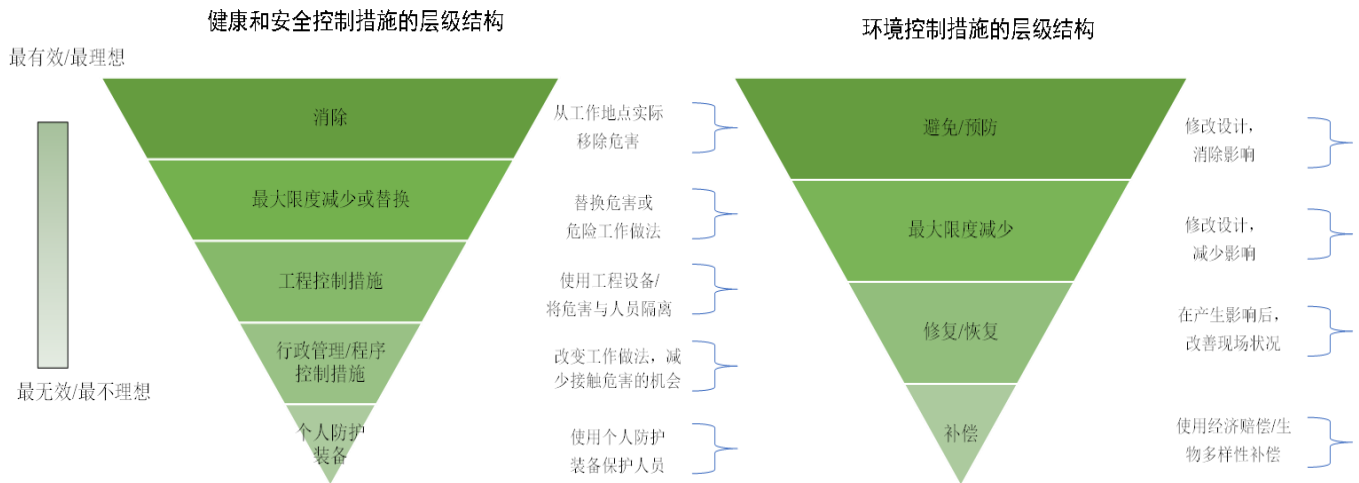 健康和安全控制措施的层级结构
最有效/最理想
消除
从工作地点实际
移除危害
最大限度减少或替换
替换危害或
危险工作做法
工程控制措施
使用工程设备/
将危害与人员隔离
行政管理/程序
控制措施
改变工作做法，减
少接触危害的机会
个人防护
装备
使用个人防护
装备保护人员
最无效/最不理想
环境控制措施的层级结构
避免/预防
修改设计，
消除影响
最大限度减少
修改设计，
减少影响
修复/恢复
在产生影响后，
改善现场状况
补偿
使用经济赔偿/生
物多样性补偿